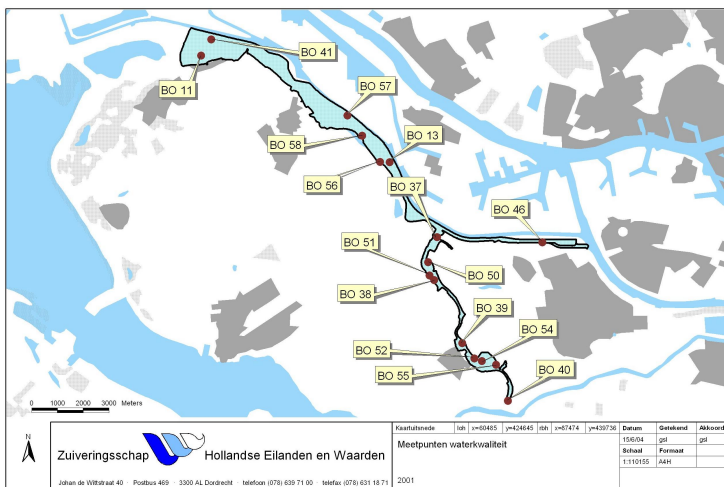 BO 41
BO 11
BO 57
BO 58
BO 13
BO 56
BO 37
BO 46
BO 51
BO 50
BO 38
BO 39
BO 54
BO 52
BO 55
BO 40
0 1000 2000 3000 Meters
N
Zuiveringsschap Hollandse Eilanden en Waarden
Johan de Wittstraat 40 · Postbus 469 · 3300 AL Dordrecht · telefoon (078) 639 71 00 · telefax (078) 631 18 71
Kaartuitsnede lob x=60485 y=424645 rbh x=87474 y=439736
Meetpunten waterkwaliteit
2001
Datum Getekend Akkoord
15/6/04 gsl gsl
Schaal Formaat
1:110155 A4H